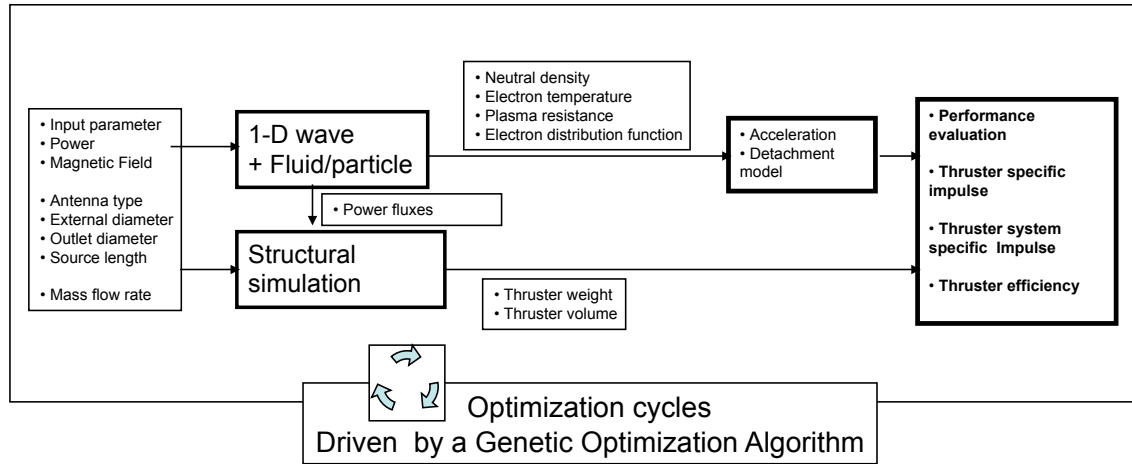 • Input parameter
• Power
• Magnetic Field
• Antenna type
• External diameter
• Outlet diameter
• Source length
• Mass flow rate
1-D wave
+ Fluid/particle
• Power fluxes
Structural
simulation
• Neutral density
• Electron temperature
• Plasma resistance
• Electron distribution function
• Thruster weight
• Thruster volume
• Acceleration
• Detachment
model
• Performance
evaluation
• Thruster specific
impulse
• Thruster system
specific Impulse
• Thruster efficiency
Optimization cycles
Driven by a Genetic Optimization Algorithm